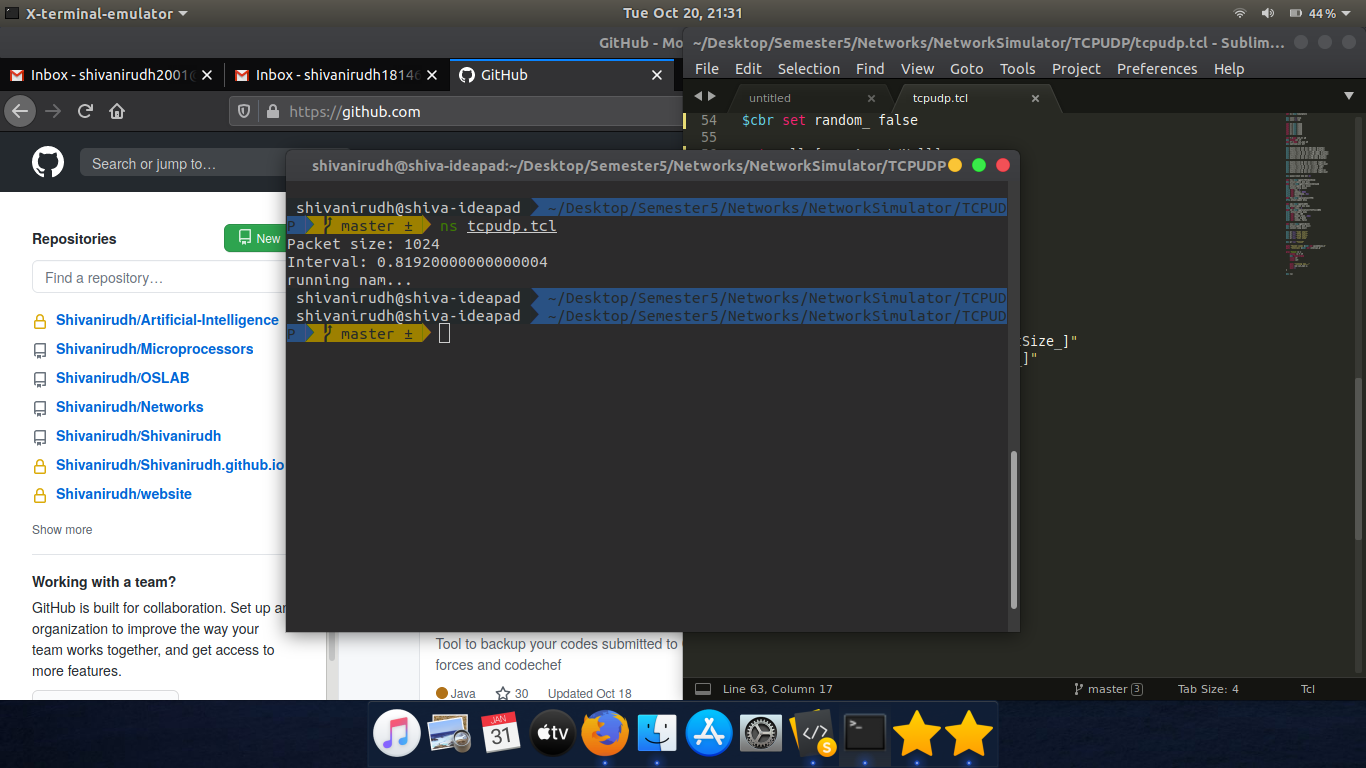 X-terminal-emulator
Tue Oct 20, 21:31
44%
GitHub - Mo
~/Desktop/Semester5/Networks/NetworkSimulator/TCPUDP/tcpudp.tcl - Sublim...
Inbox - shivanirudh2001
Inbox - shivanirudh1814
GitHub
https://github.com
File Edit Selection Find View Goto Tools Project Preferences Help
untitled
tcpudp.tcl
54 $cbr set random_ false
55
Search or jump to...
shivanirudh@shiva-ideapad:~/Desktop/Semester5/Networks/NetworkSimulator/TCPUDP
shivanirudh@shiva-ideapad ~/Desktop/Semester5/Networks/NetworkSimulator/TCPUD
P master ± ns tcpudp.tcl
Packet size: 1024
Interval: 0.81920000000000004
running nam...
shivanirudh@shiva-ideapad ~/Desktop/Semester5/Networks/NetworkSimulator/TCPUD
shivanirudh@shiva-ideapad ~/Desktop/Semester5/Networks/NetworkSimulator/TCPUD
P master ±
Size_]"
_]"
Repositories
New
Find a repository…
Shivanirudh/Artificial-Intelligence
Shivanirudh/Microprocessors
Shivanirudh/OSLAB
Shivanirudh/Networks
Shivanirudh/Shivanirudh
Shivanirudh/Shivanirudh.github.io
Shivanirudh/website
Show more
Working with a team?
GitHub is built for collaboration. Set up an
organization to improve the way your
team works together, and get access to
more features.
Tool to backup your codes submitted to
forces and codechef
Java 30 Updated Oct 18
Line 63, Column 17
master 3
Tab Size: 4
Tcl
JAN
31
tv
S